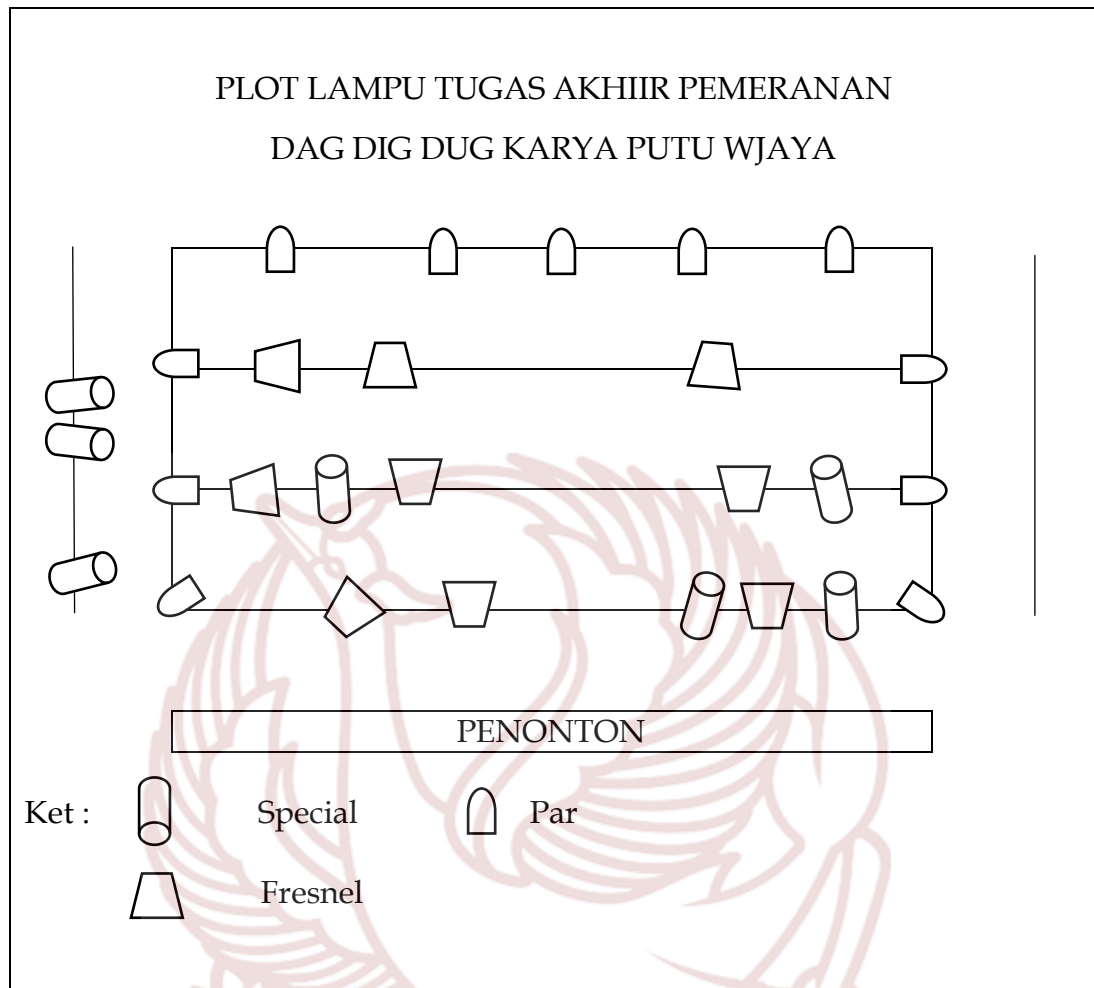 PLOT LAMPU TUGAS AKHIIR PEMERANAN
DAG DIG DUG KARYA PUTU WJAYA
PENONTON
Ket : Special Par
Fresnel